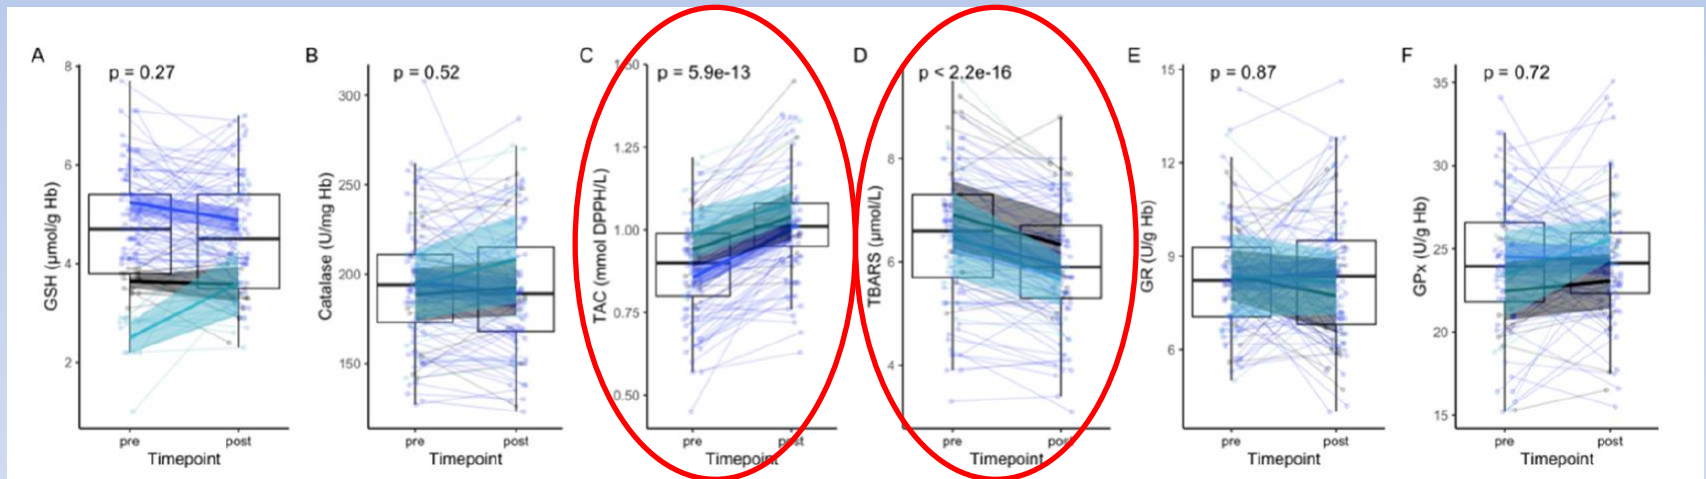 A
p = 0.27
GSH (μmol/g Hb)
8
6
4
2
pre
post
Timepoint
B
p = 0.52
Catalase (U/mg Hb)
300
250
200
150
pre
post
Timepoint
C
p = 5.9e-13
TAC (mmol DPPH/L)
1.50
1.25
1.00
0.75
0.50
pre
post
Timepoint
D
p < 2.2e-16
TBARS (μmol/L)
8
6
4
pre
post
Timepoint
E
p = 0.87
GR (U/g Hb)
15
12
9
6
pre
post
Timepoint
F
p = 0.72
GPx (U/g Hb)
35
30
25
20
15
pre
post
Timepoint